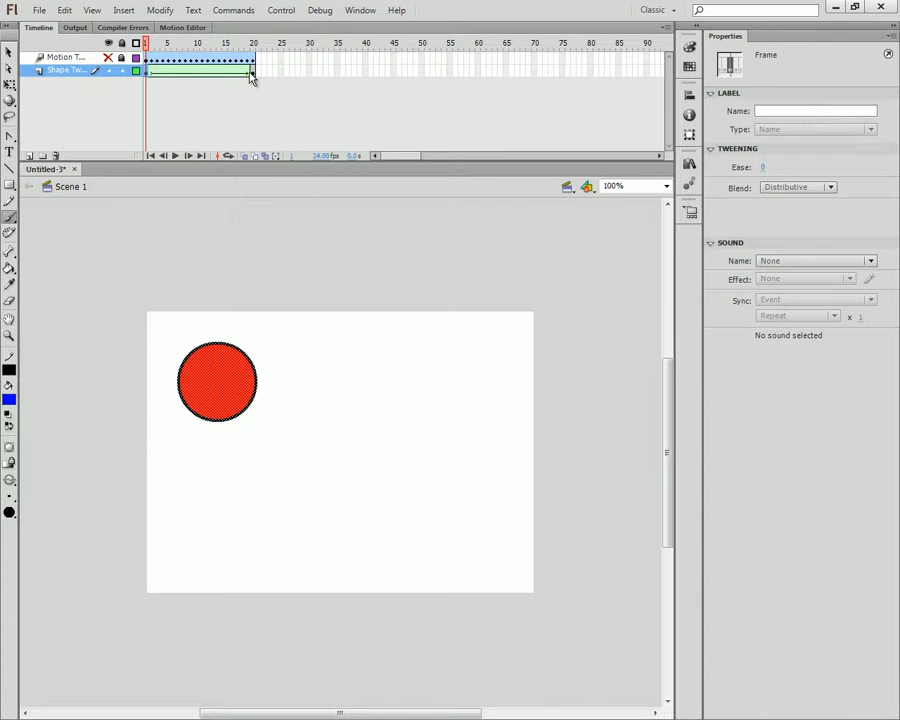 Fl File Edit View Insert Modify Text Commands Control Debug Window Help Classic
Timeline Output Compiler Errors Motion Editor
1 5 10 15 20 25 30 35 40 45 50 55 60 65 70 75 80 85 90
Motion T...
Shape Tw...
1 24.00 fps 0.0 s
Untitled-3*
Scene 1 100%
Properties
Frame
LABEL
Name:
Type: Name
TWEENING
Ease: 0
Blend: Distributive
SOUND
Name: None
Effect: None
Sync: Event
Repeat x 1
No sound selected
T